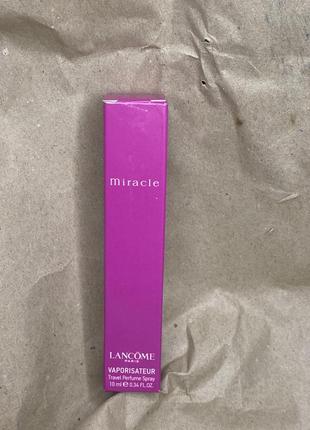 miracle
LANCÔME
PARIS
VAPORISATEUR
Travel Perfume Spray
10 ml ℮ 0.34 FL.OZ.